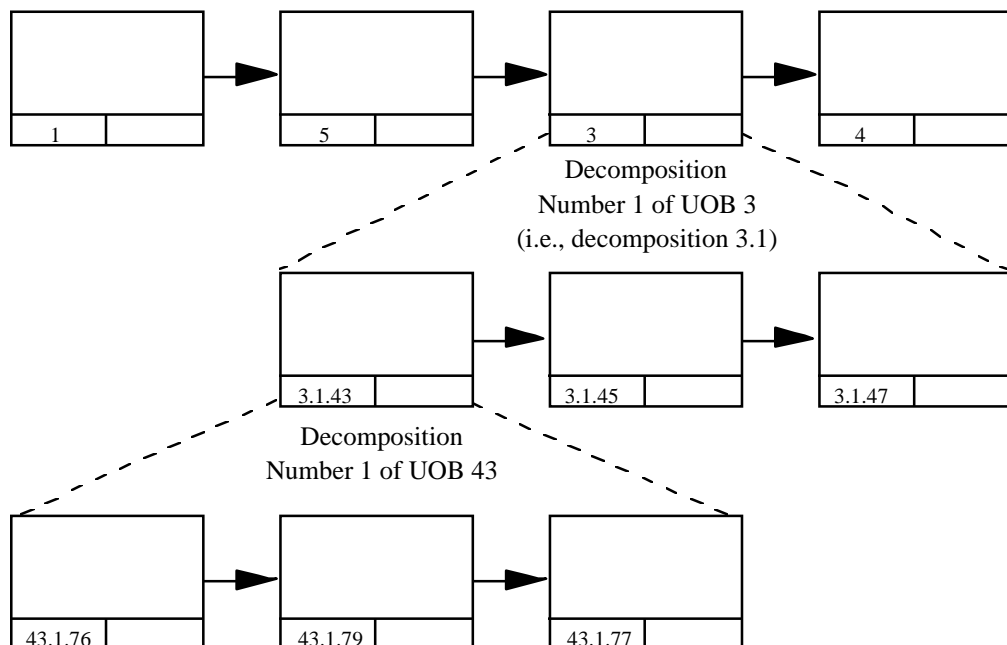 1
5
3
4
Decomposition
Number 1 of UOB 3
(i.e., decomposition 3.1)
3.1.43
3.1.45
3.1.47
Decomposition
Number 1 of UOB 43
43.1.76
43.1.79
43.1.77